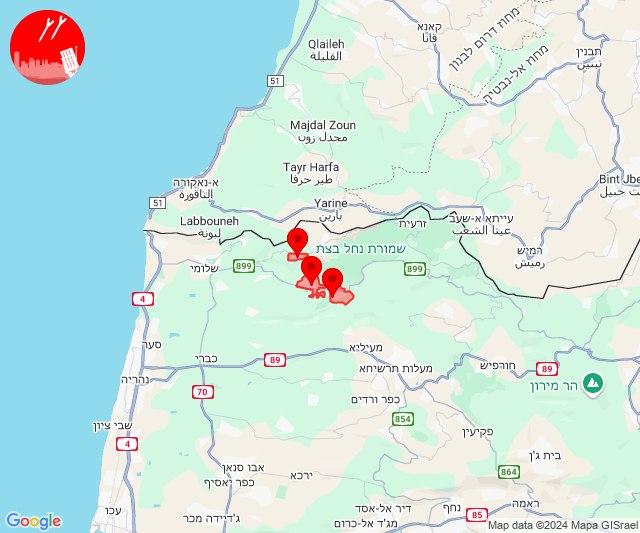 קאנא
قانا
מחוז דרום לבנון
Qlaileh
القليلة
תבנין
تبنين
מחוז אל-נבטיה
51
Majdal Zoun
مجدل زون
Tayr Harfa
طير حرفا
Bint Jbe
ت جبيل
א-נאקורה
الناقورة
51
Yarine
يارين
Labbouneh
لبونة
זרעית
עייתא א-שעב
عيتا الشعب
רמיש
رميش
שמורת נחל בצת
שלומי
899
899
4
סער
מעיליא
כברי
89
מעלות תרשיחא
חורפיש
89
נהריה
הר מירון
70
כפר ורדים
שבי ציון
854
4
פקיעין
בית ג'ן
אבו סנאן
ירכא
864
כפר יאסיף
עכו
ג'דיידה מכר
דיר אל-אסד
נחף
ראמה
מג'ד אל-כרום
85
Google
Map data ©2024 Mapa GISrael